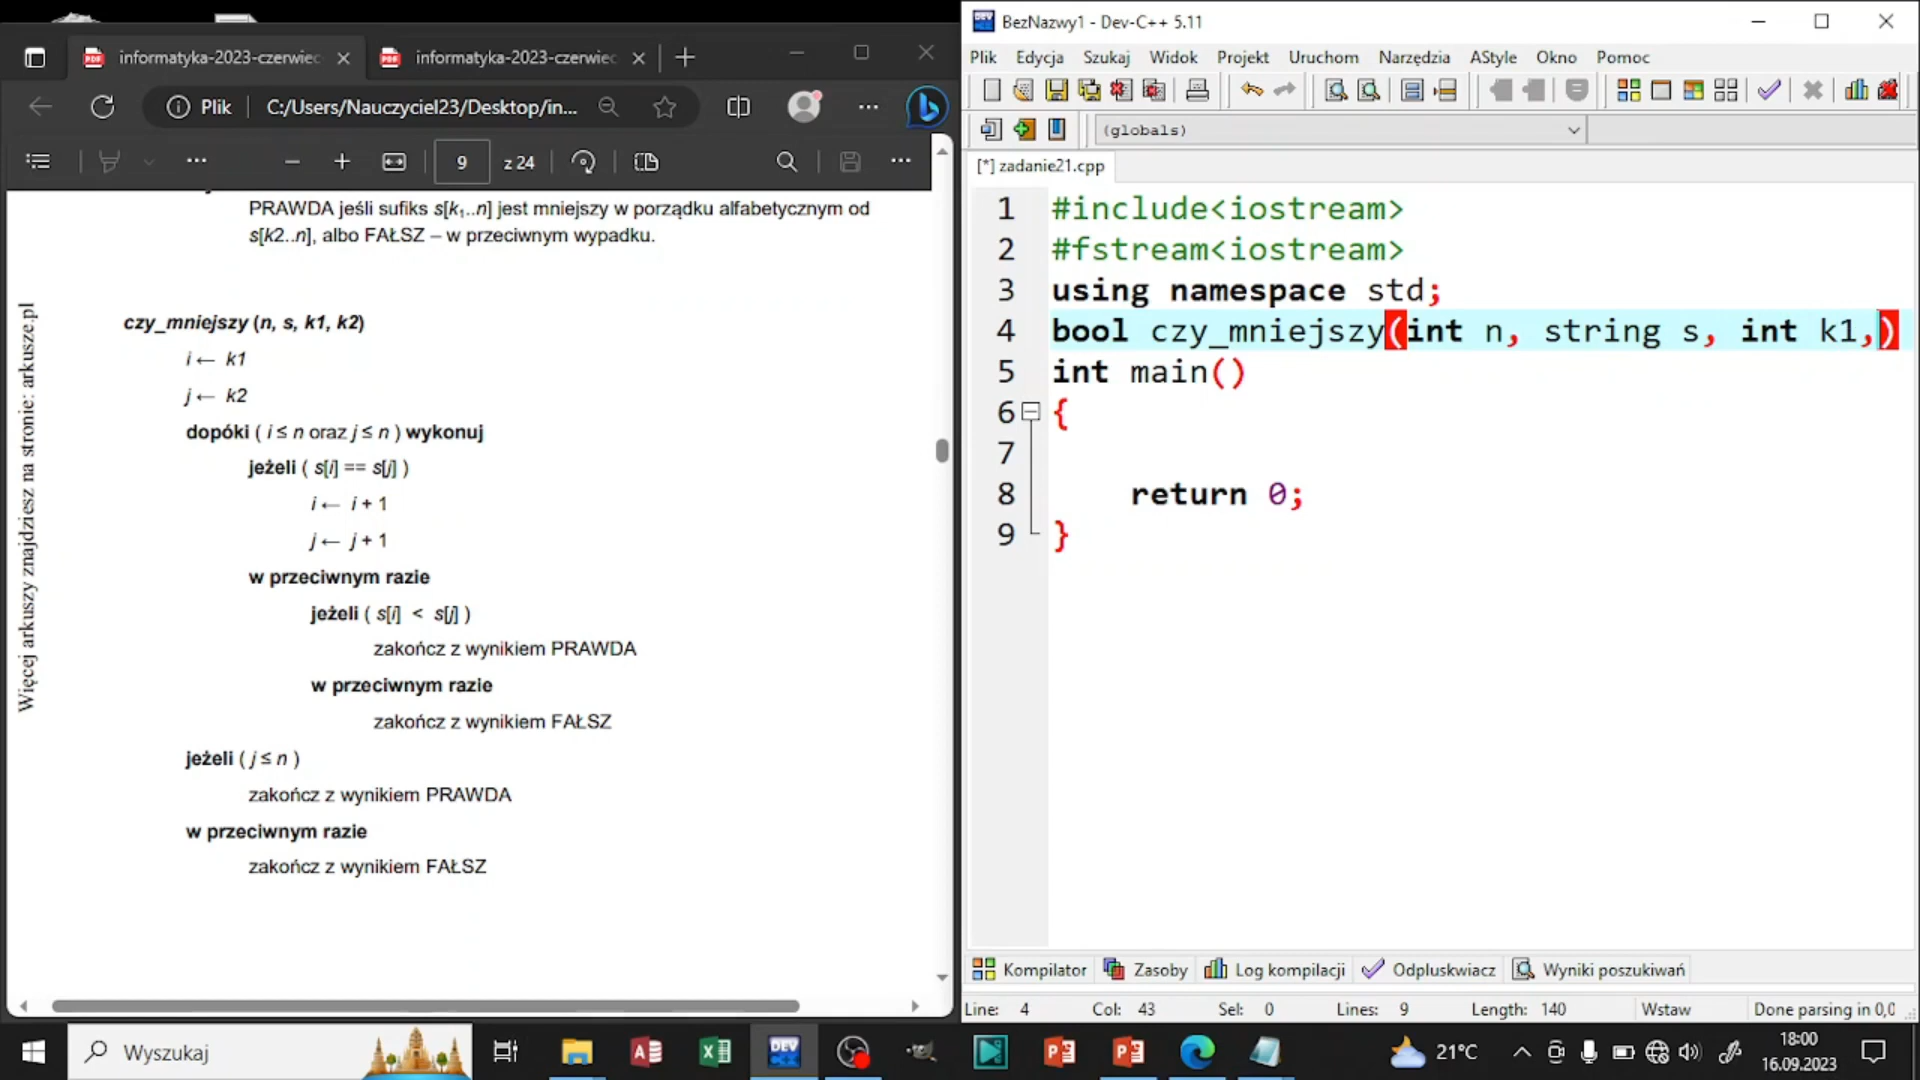 informatyka-2023-czerwiec
informatyka-2023-czerwiec
Plik
C:/Users/Nauczyciel23/Desktop/in...
9
z 24
PRAWDA jeśli sufiks s[k₁..n] jest mniejszy w porządku alfabetycznym od
s[k2..n], albo FAŁSZ – w przeciwnym wypadku.
Więcej arkuszy znajdziesz na stronie: arkusze.pl
czy_mniejszy (n, s, k1, k2)
i ← k1
j ← k2
dopóki ( i ≤ n oraz j ≤ n ) wykonuj
jeżeli ( s[i] == s[j] )
i ← i + 1
j ← j + 1
w przeciwnym razie
jeżeli ( s[i] < s[j] )
zakończ z wynikiem PRAWDA
w przeciwnym razie
zakończ z wynikiem FAŁSZ
jeżeli ( j ≤ n )
zakończ z wynikiem PRAWDA
w przeciwnym razie
zakończ z wynikiem FAŁSZ
BezNazwy1 - Dev-C++ 5.11
Plik Edycja Szukaj Widok Projekt Uruchom Narzędzia AStyle Okno Pomoc
(globals)
[*] zadanie21.cpp
1 #include<iostream>
2 #fstream<iostream>
3 using namespace std;
4 bool czy_mniejszy(int n, string s, int k1,)
5 int main()
6 {
7
8 return 0;
9 }
Kompilator Zasoby Log kompilacji Odpluskwiacz Wyniki poszukiwań
Line: 4 Col: 43 Sel: 0 Lines: 9 Length: 140 Wstaw Done parsing in 0,0
Wyszukaj
DEV
21°C
18:00
16.09.2023